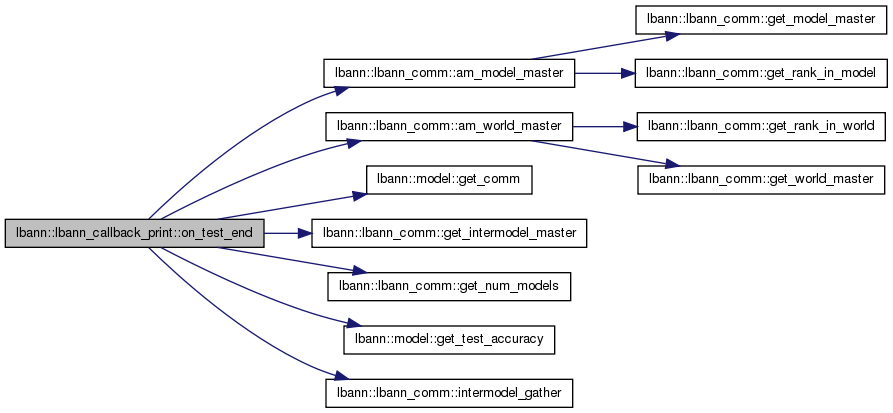 lbann::lbann_comm::get_model_master
lbann::lbann_comm::am_model_master
lbann::lbann_comm::get_rank_in_model
lbann::lbann_comm::am_world_master
lbann::lbann_comm::get_rank_in_world
lbann::model::get_comm
lbann::lbann_comm::get_world_master
lbann::lbann_callback_print::on_test_end
lbann::lbann_comm::get_intermodel_master
lbann::lbann_comm::get_num_models
lbann::model::get_test_accuracy
lbann::lbann_comm::intermodel_gather